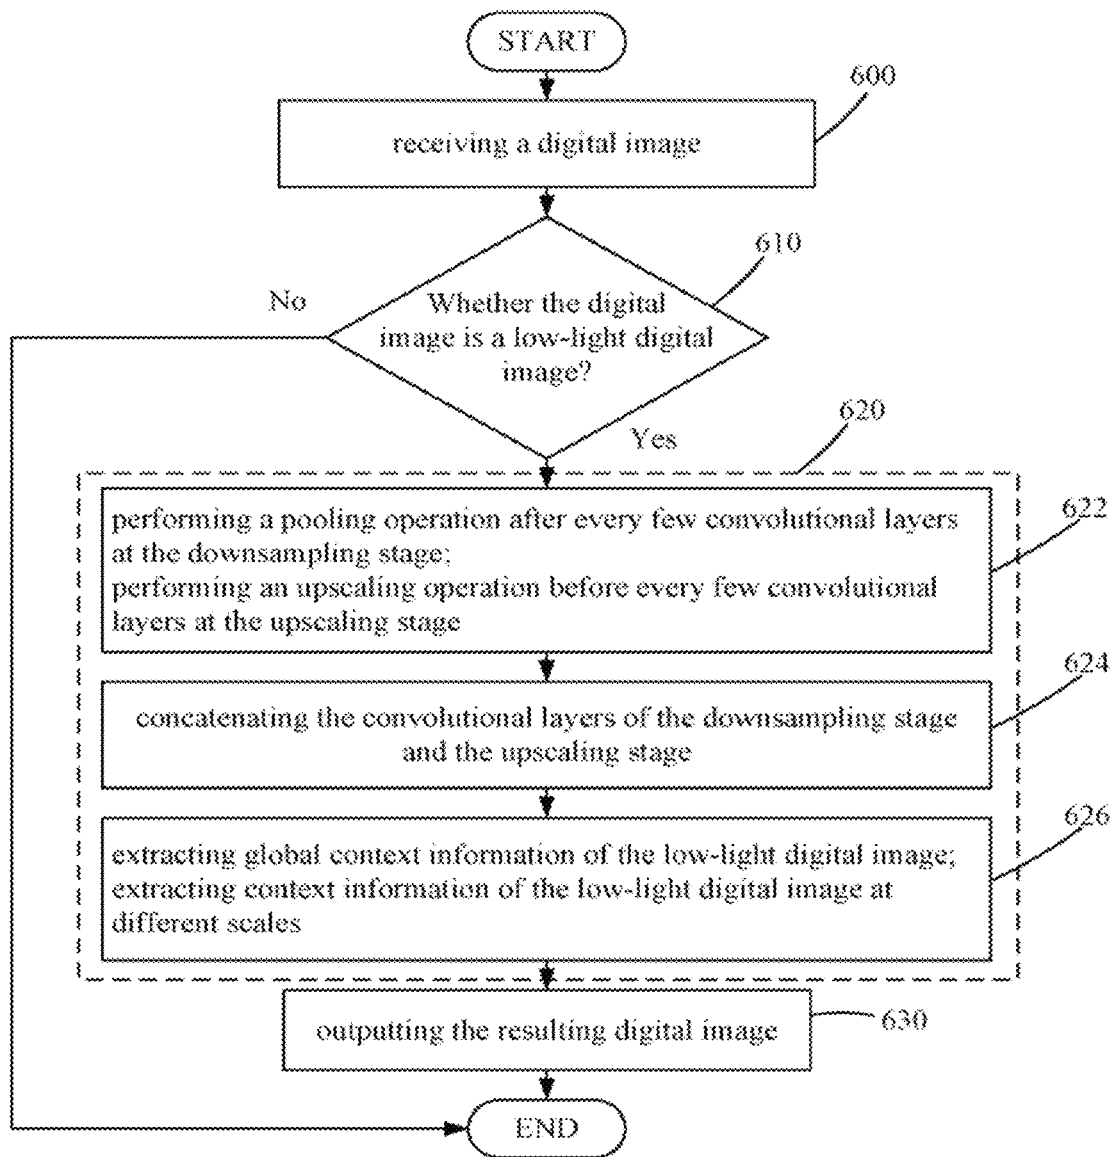 START
600
receiving a digital image
610
No
Whether the digital
image is a low-light digital
image?
Yes
620
622
performing a pooling operation after every few convolutional layers
at the downsampling stage;
performing an upscaling operation before every few convolutional
layers at the upscaling stage
624
concatenating the convolutional layers of the downsampling stage
and the upscaling stage
626
extracting global context information of the low-light digital image;
extracting context information of the low-light digital image at
different scales
outputting the resulting digital image
630
END